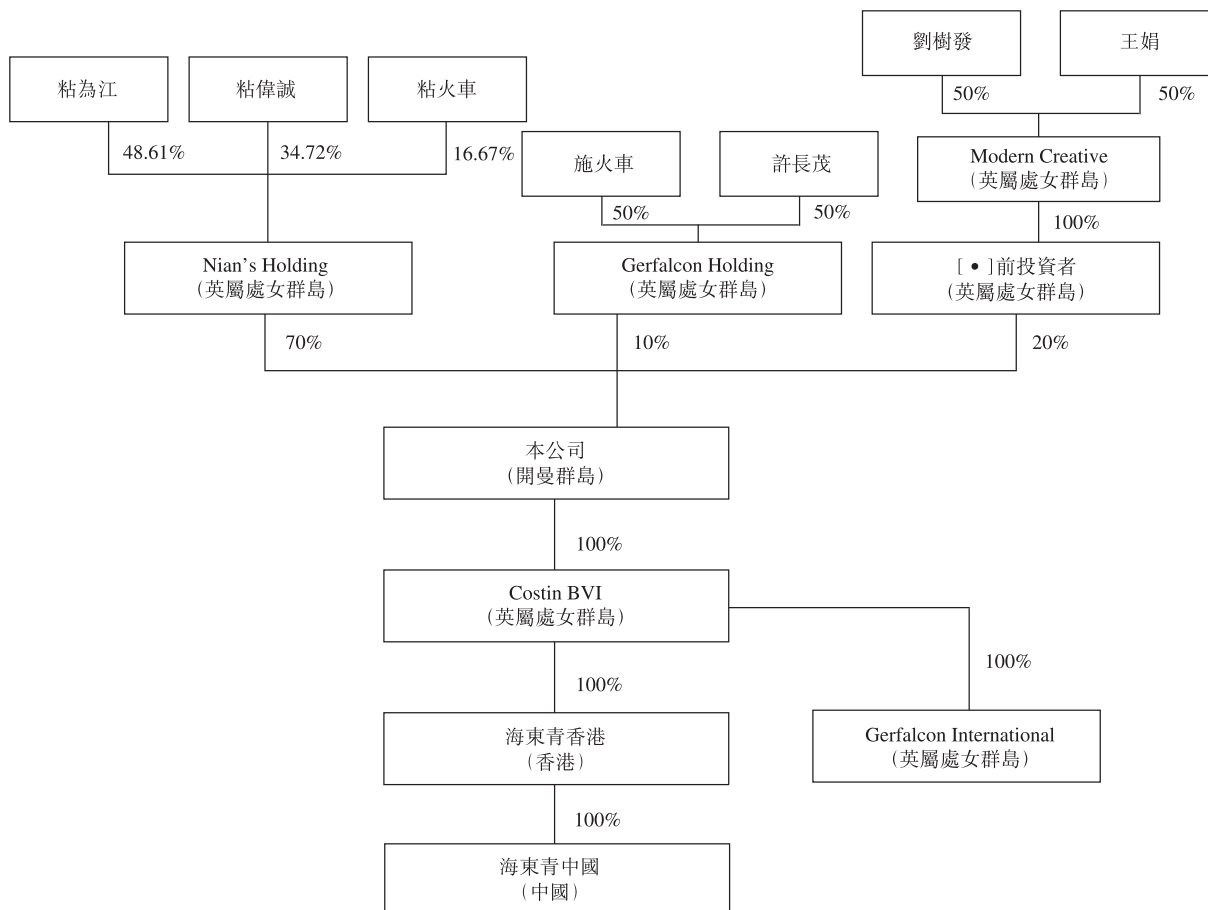 劉樹發
王娟
50%
50%
粘為江
粘偉誠
粘火車
48.61%
34.72%
16.67%
施火車
許長茂
50%
50%
Modern Creative
(英屬處女群島)
100%
Nian's Holding
(英屬處女群島)
Gerfalcon Holding
(英屬處女群島)
[ • ]前投資者
(英屬處女群島)
70%
10%
20%
本公司
(開曼群島)
100%
Costin BVI
(英屬處女群島)
100%
100%
海東青香港
(香港)
Gerfalcon International
(英屬處女群島)
100%
海東青中國
(中國)